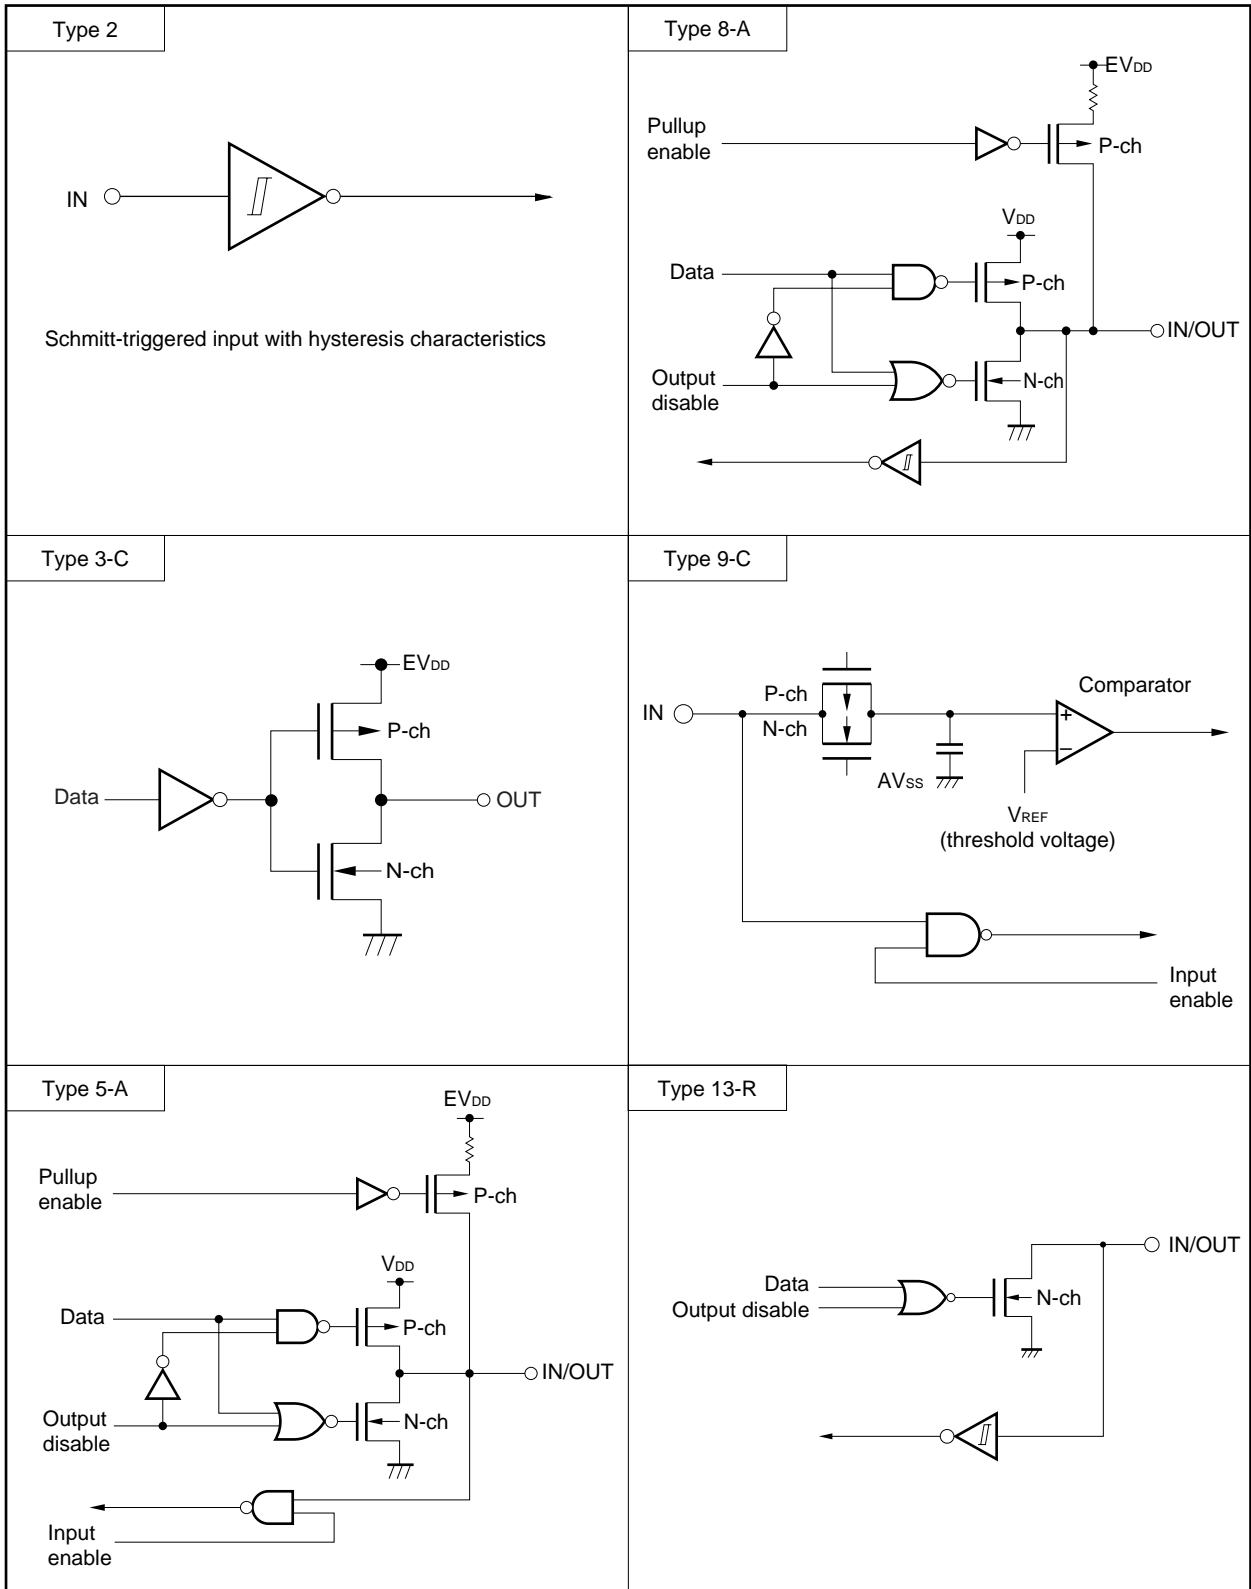 Type 2
IN
Schmitt-triggered input with hysteresis characteristics
Type 8-A
EVDD
Pullup
enable
P-ch
VDD
Data
P-ch
IN/OUT
Output
disable
N-ch
Type 3-C
EVDD
P-ch
Data
OUT
N-ch
Type 9-C
P-ch
IN
N-ch
Comparator
+
−
AVSS
VREF
(threshold voltage)
Input
enable
Type 5-A
EVDD
Pullup
enable
P-ch
VDD
Data
P-ch
IN/OUT
Output
disable
N-ch
Input
enable
Type 13-R
IN/OUT
Data
Output disable
N-ch